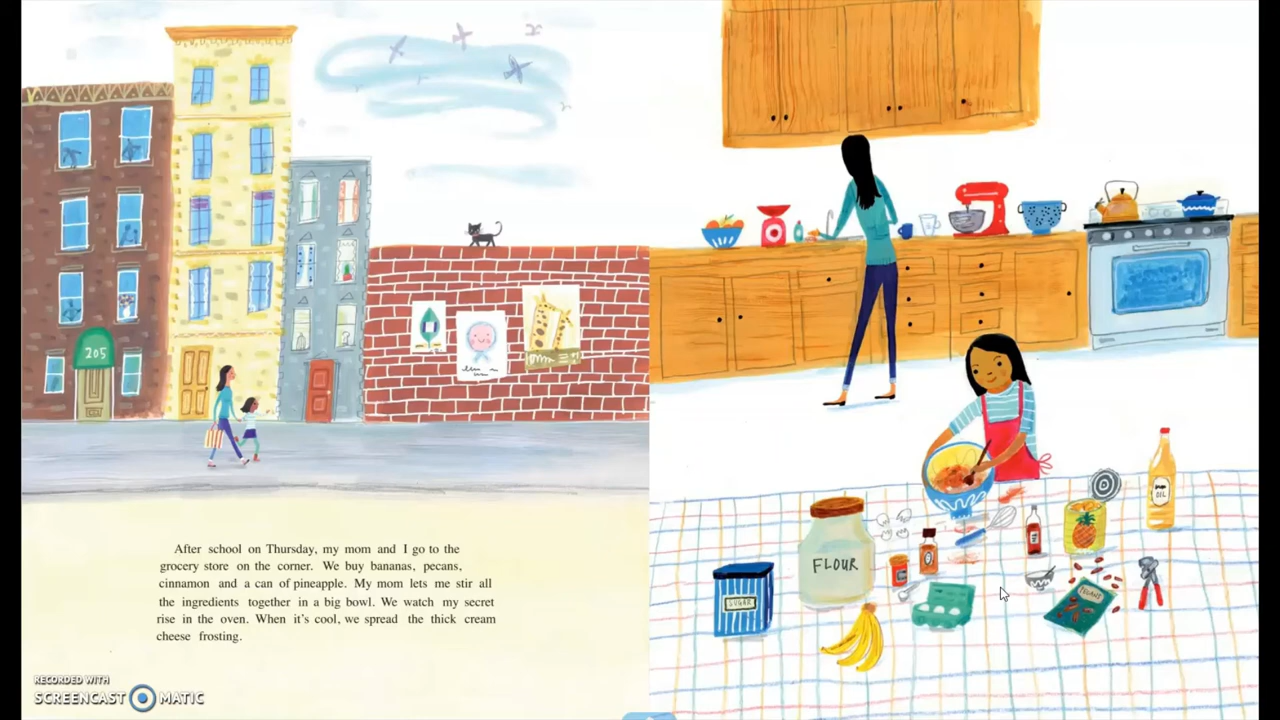 205
After school on Thursday, my mom and I go to the
grocery store on the corner. We buy bananas, pecans,
cinnamon and a can of pineapple. My mom lets me stir all
the ingredients together in a big bowl. We watch my secret
rise in the oven. When it's cool, we spread the thick cream
cheese frosting.
OIL
FLOUR
SUGAR
PECANS
RECORDED WITH
SCREENCAST MATIC